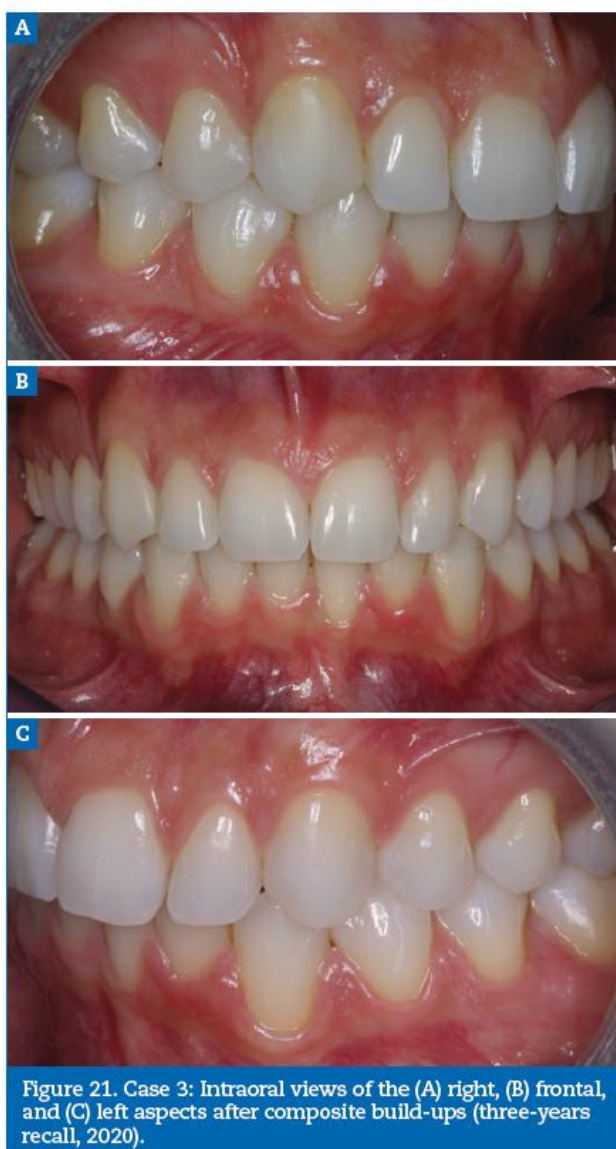 A
B
C
Figure 21. Case 3: Intraoral views of the (A) right, (B) frontal,
and (C) left aspects after composite build-ups (three-years
recall, 2020).